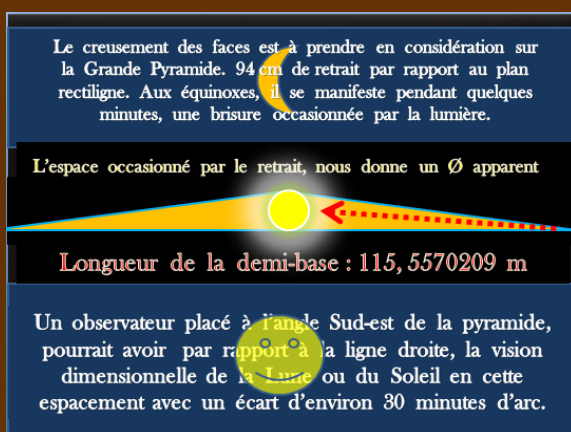 Le creusement des faces est à prendre en considération sur
la Grande Pyramide. 94 cm de retrait par rapport au plan
rectiligne. Aux équinoxes, il se manifeste pendant quelques
minutes, une brisure occasionnée par la lumière.
L'espace occasionné par le retrait, nous donne un Ø apparent
Longueur de la demi-base : 115, 5570209 m
Un observateur placé à l'angle Sud-est de la pyramide,
pourrait avoir par rapport à la ligne droite, la vision
dimensionnelle de la Lune ou du Soleil en cette
espacement avec un écart d'environ 30 minutes d'arc.